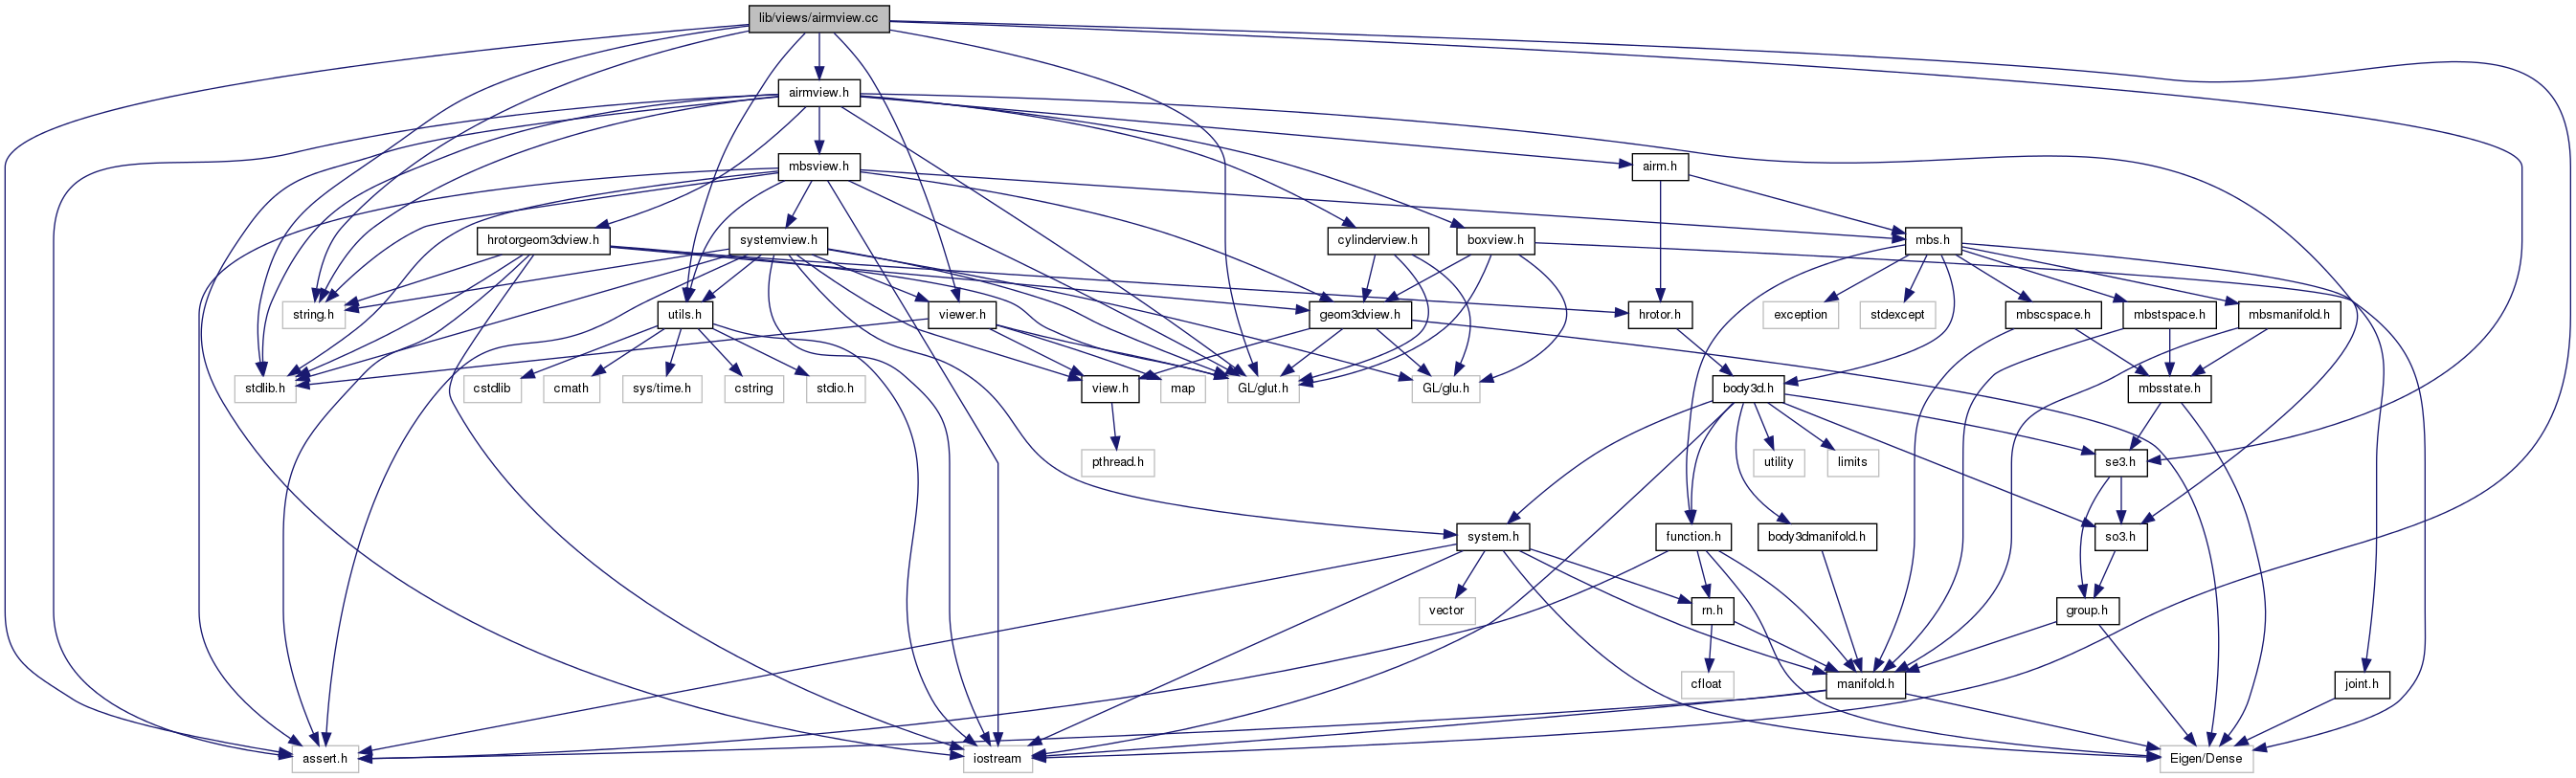 lib/views/airmview.cc
airmview.h
mbsview.h
airm.h
hrotorgeom3dview.h
systemview.h
cylinderview.h
boxview.h
mbs.h
string.h
utils.h
viewer.h
geom3dview.h
hrotor.h
exception
stdexcept
mbscspace.h
mbstspace.h
mbsmanifold.h
stdlib.h
cstdlib
cmath
sys/time.h
cstring
stdio.h
view.h
map
GL/glut.h
GL/glu.h
body3d.h
mbsstate.h
pthread.h
utility
limits
se3.h
system.h
function.h
body3dmanifold.h
so3.h
vector
rn.h
group.h
cfloat
manifold.h
joint.h
assert.h
iostream
Eigen/Dense